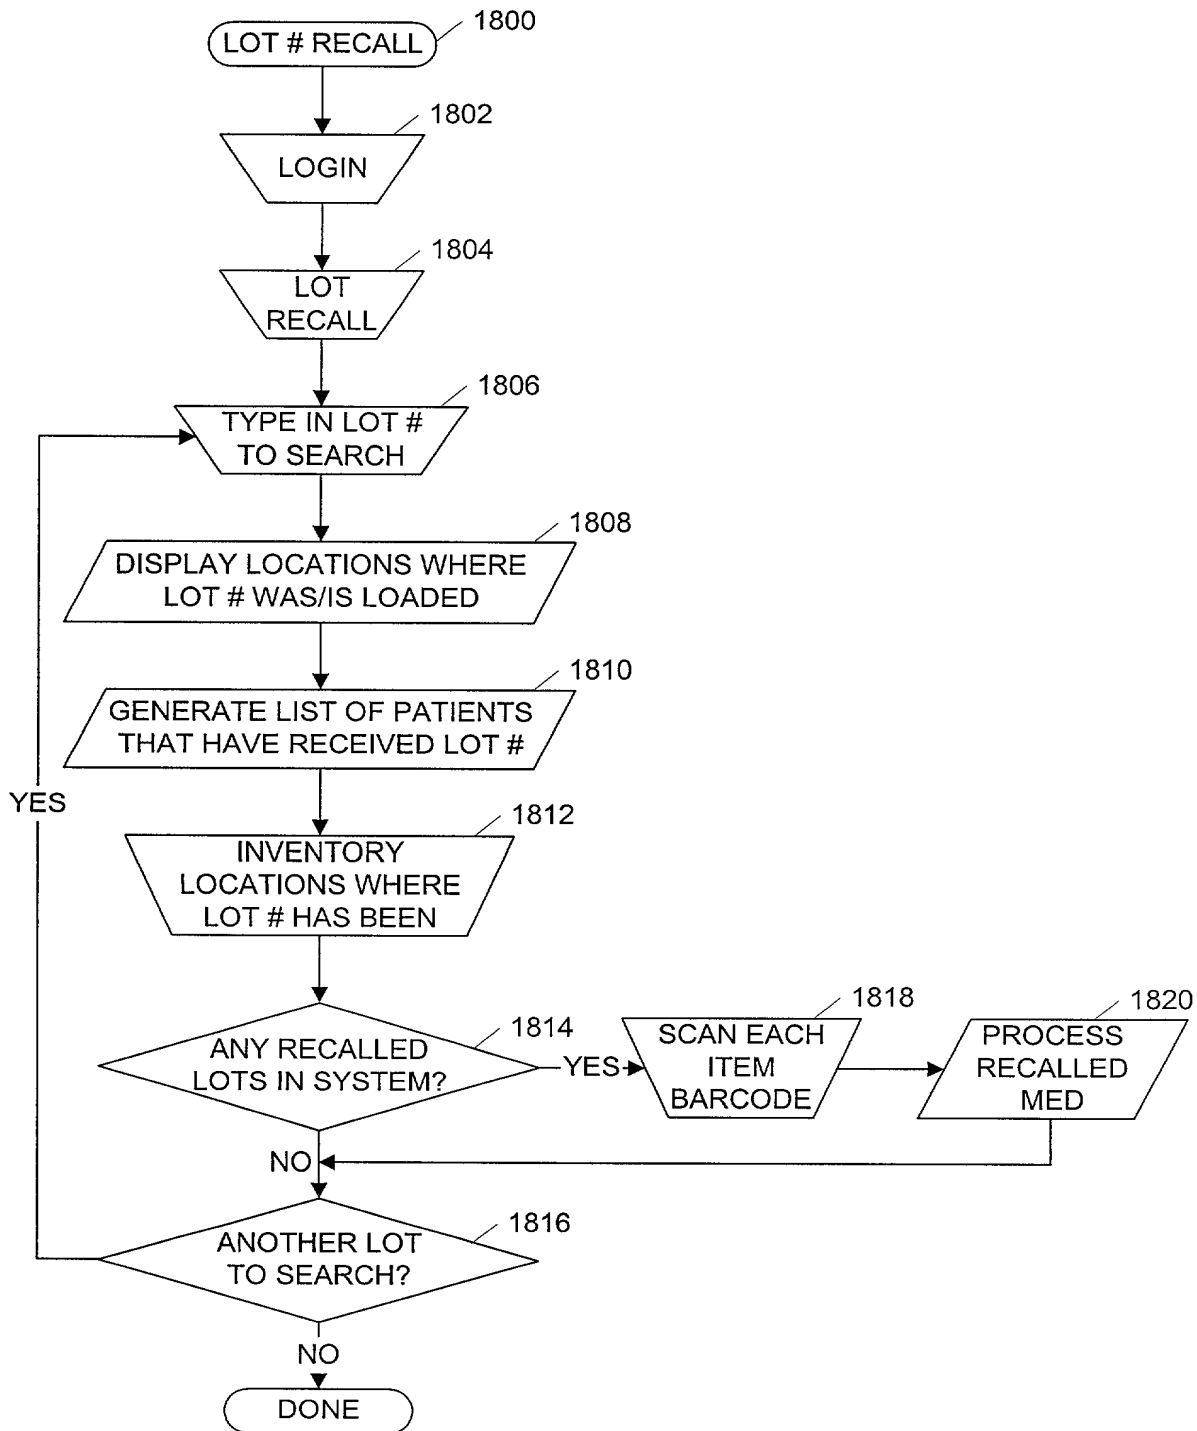 LOT # RECALL
1800
1802
LOGIN
1804
LOT
RECALL
1806
TYPE IN LOT #
TO SEARCH
1808
DISPLAY LOCATIONS WHERE
LOT # WAS/IS LOADED
1810
GENERATE LIST OF PATIENTS
THAT HAVE RECEIVED LOT #
YES
1812
INVENTORY
LOCATIONS WHERE
LOT # HAS BEEN
1814
ANY RECALLED
LOTS IN SYSTEM?
YES
1818
SCAN EACH
ITEM
BARCODE
1820
PROCESS
RECALLED
MED
NO
1816
ANOTHER LOT
TO SEARCH?
NO
DONE